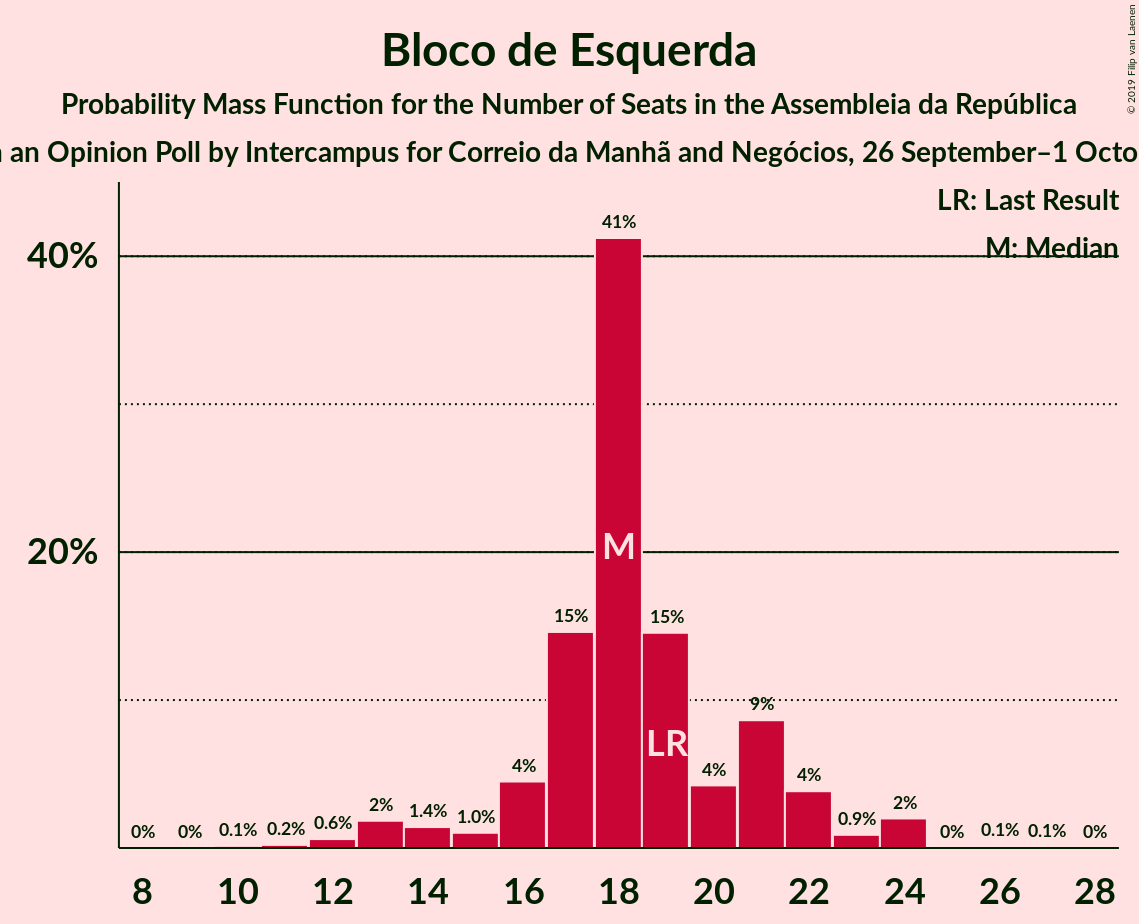 Bloco de Esquerda
Probability Mass Function for the Number of Seats in the Assembleia da República
an Opinion Poll by Intercampus for Correio da Manhã and Negócios, 26 September–1 Octo
© 2019 Filip van Laenen
LR: Last Result
M: Median
40%
20%
0%
0%
0.1%
0.2%
0.6%
2%
1.4%
1.0%
4%
15%
41%
15%
4%
9%
4%
0.9%
2%
0%
0.1%
0.1%
0%
M
LR
8 10 12 14 16 18 20 22 24 26 28